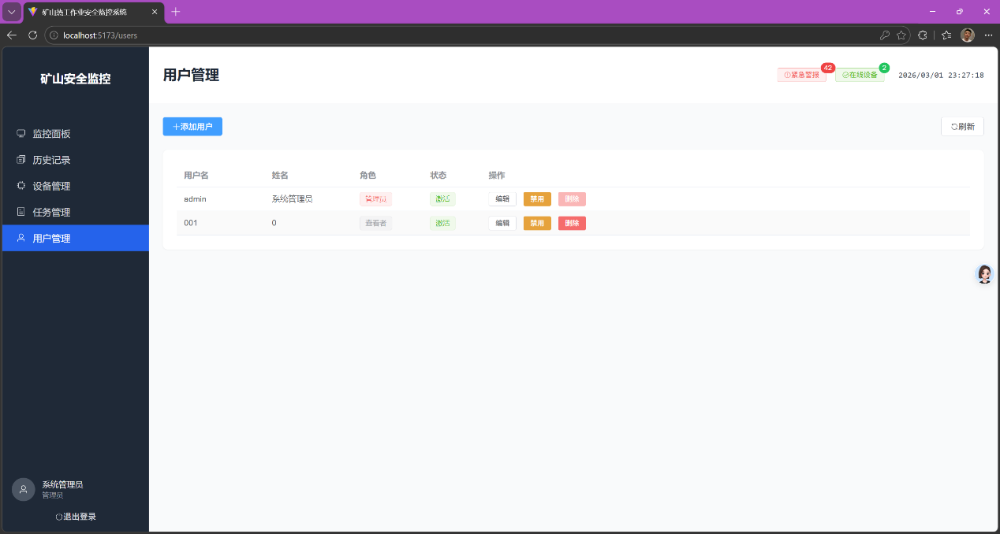 矿山热工作业安全监控系统
localhost:5173/users
矿山安全监控
用户管理
紧急警报 42
在线设备 2
2026/03/01 23:27:18
监控面板
历史记录
设备管理
任务管理
用户管理
添加用户
刷新
用户名 姓名 角色 状态 操作
admin 系统管理员 管理员 激活 编辑 禁用 删除
001 0 查看者 激活 编辑 禁用 删除
系统管理员
管理员
退出登录